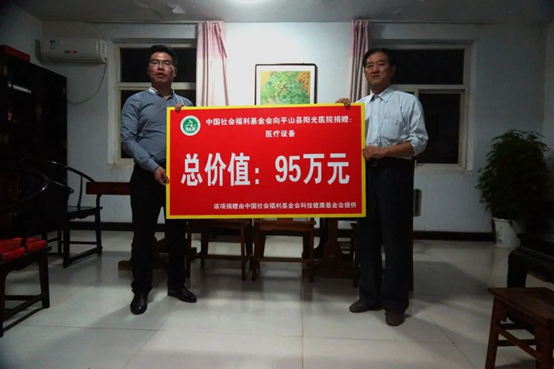 中国社会福利基金会向平山县阳光医院捐赠：
医疗设备
总价值：95万元
该项捐赠由中国社会福利基金会科技健康基金会提供